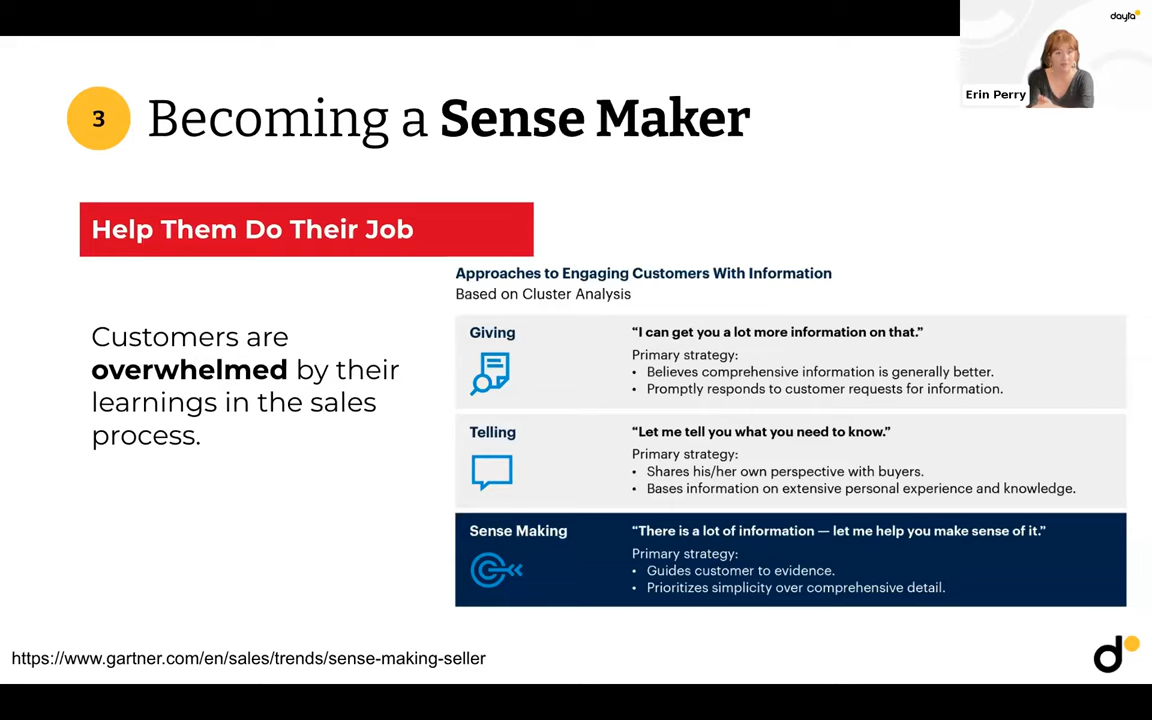 dayta
Erin Perry
3
Becoming a Sense Maker
Help Them Do Their Job
Customers are
overwhelmed by their
learnings in the sales
process.
Approaches to Engaging Customers With Information
Based on Cluster Analysis
Giving
“I can get you a lot more information on that.”
Primary strategy:
• Believes comprehensive information is generally better.
• Promptly responds to customer requests for information.
Telling
“Let me tell you what you need to know.”
Primary strategy:
• Shares his/her own perspective with buyers.
• Bases information on extensive personal experience and knowledge.
Sense Making
“There is a lot of information — let me help you make sense of it.”
Primary strategy:
• Guides customer to evidence.
• Prioritizes simplicity over comprehensive detail.
https://www.gartner.com/en/sales/trends/sense-making-seller
d